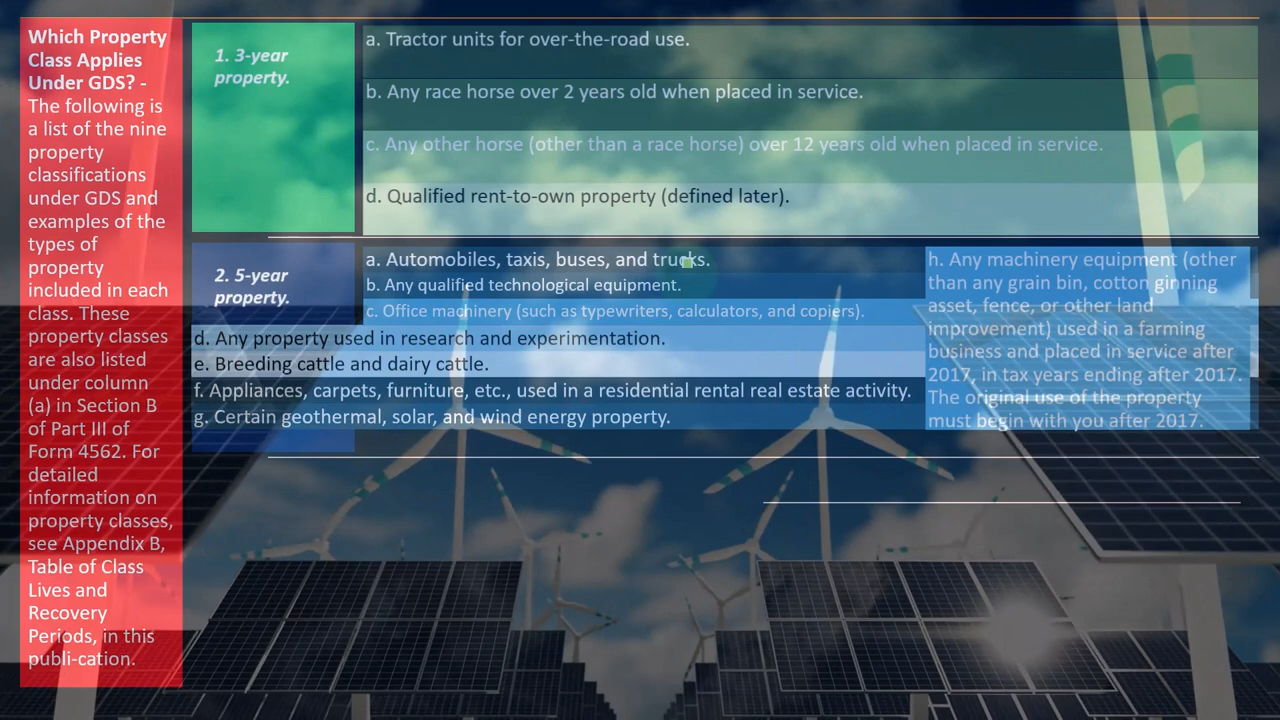 Which Property
Class Applies
Under GDS? -
The following is
a list of the nine
property
classifications
under GDS and
examples of the
types of
property
included in each
class. These
property classes
are also listed
under column
(a) in Section B
of Part III of
Form 4562. For
detailed
information on
property classes,
see Appendix B,
Table of Class
Lives and
Recovery
Periods, in this
publi-cation.
1. 3-year
property.
a. Tractor units for over-the-road use.
b. Any race horse over 2 years old when placed in service.
c. Any other horse (other than a race horse) over 12 years old when placed in service.
d. Qualified rent-to-own property (defined later).
2. 5-year
property.
a. Automobiles, taxis, buses, and trucks.
b. Any qualified technological equipment.
c. Office machinery (such as typewriters, calculators, and copiers).
d. Any property used in research and experimentation.
e. Breeding cattle and dairy cattle.
f. Appliances, carpets, furniture, etc., used in a residential rental real estate activity.
g. Certain geothermal, solar, and wind energy property.
h. Any machinery equipment (other
than any grain bin, cotton ginning
asset, fence, or other land
improvement) used in a farming
business and placed in service after
2017, in tax years ending after 2017.
The original use of the property
must begin with you after 2017.